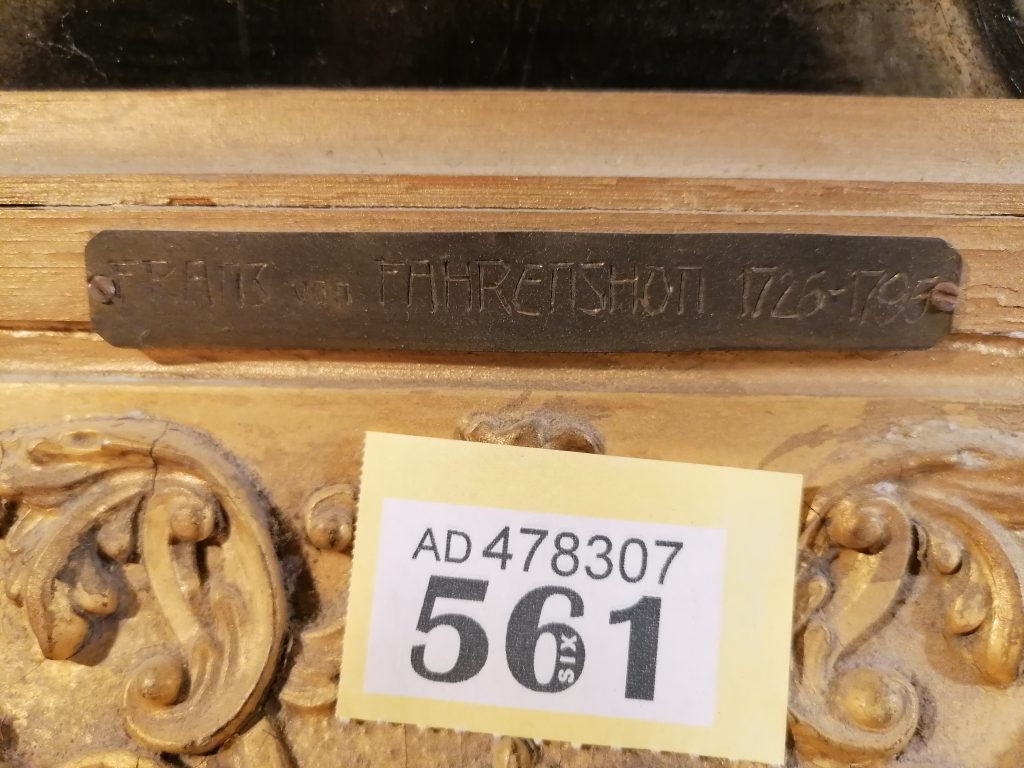 FRANZ von FAHRENSHON 1726-1795
AD 478307
561
SIX